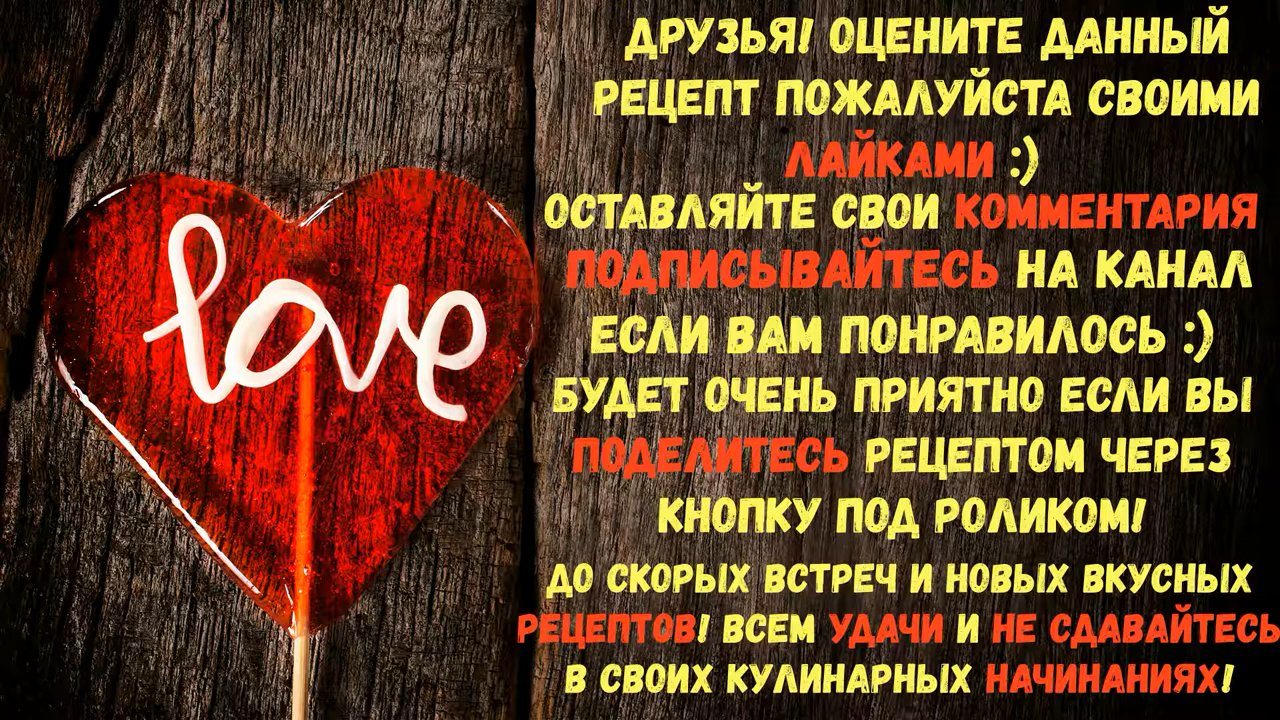 love
ДРУЗЬЯ! ОЦЕНИТЕ ДАННЫЙ
РЕЦЕПТ ПОЖАЛУЙСТА СВОИМИ
ЛАЙКАМИ :)
ОСТАВЛЯЙТЕ СВОИ КОММЕНТАРИЯ
ПОДПИСЫВАЙТЕСЬ НА КАНАЛ
ЕСЛИ ВАМ ПОНРАВИЛОСЬ :)
БУДЕТ ОЧЕНЬ ПРИЯТНО ЕСЛИ ВЫ
ПОДЕЛИТЕСЬ РЕЦЕПТОМ ЧЕРЕЗ
КНОПКУ ПОД РОЛИКОМ!
ДО СКОРЫХ ВСТРЕЧ И НОВЫХ ВКУСНЫХ
РЕЦЕПТОВ! ВСЕМ УДАЧИ И НЕ СДАВАЙТЕСЬ
В СВОИХ КУЛИНАРНЫХ НАЧИНАНИЯХ!